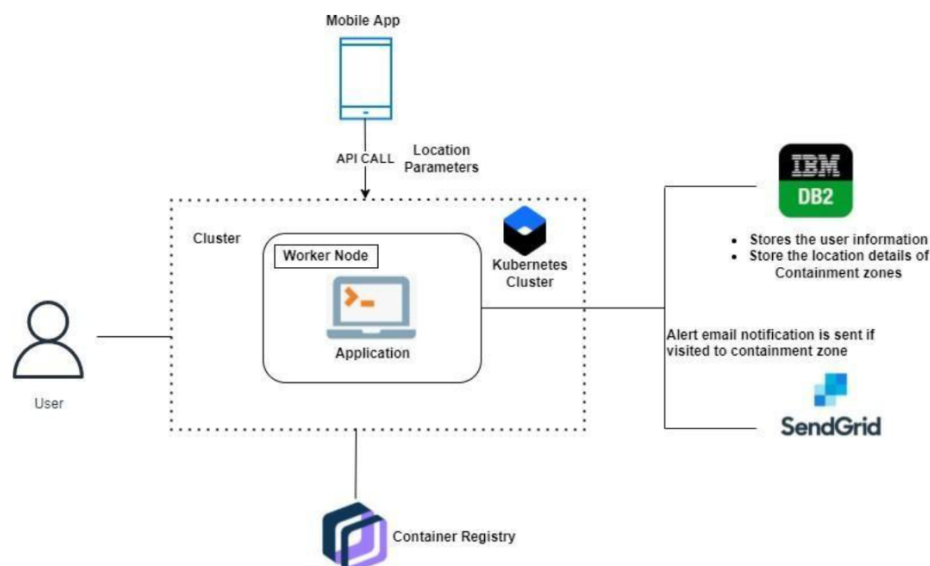 Mobile App
API CALL
Location
Parameters
Cluster
Worker Node
Application
Kubernetes
Cluster
IBM
DB2
• Stores the user information
• Store the location details of
Containment zones
User
Alert email notification is sent if
visited to containment zone
SendGrid
Container Registry